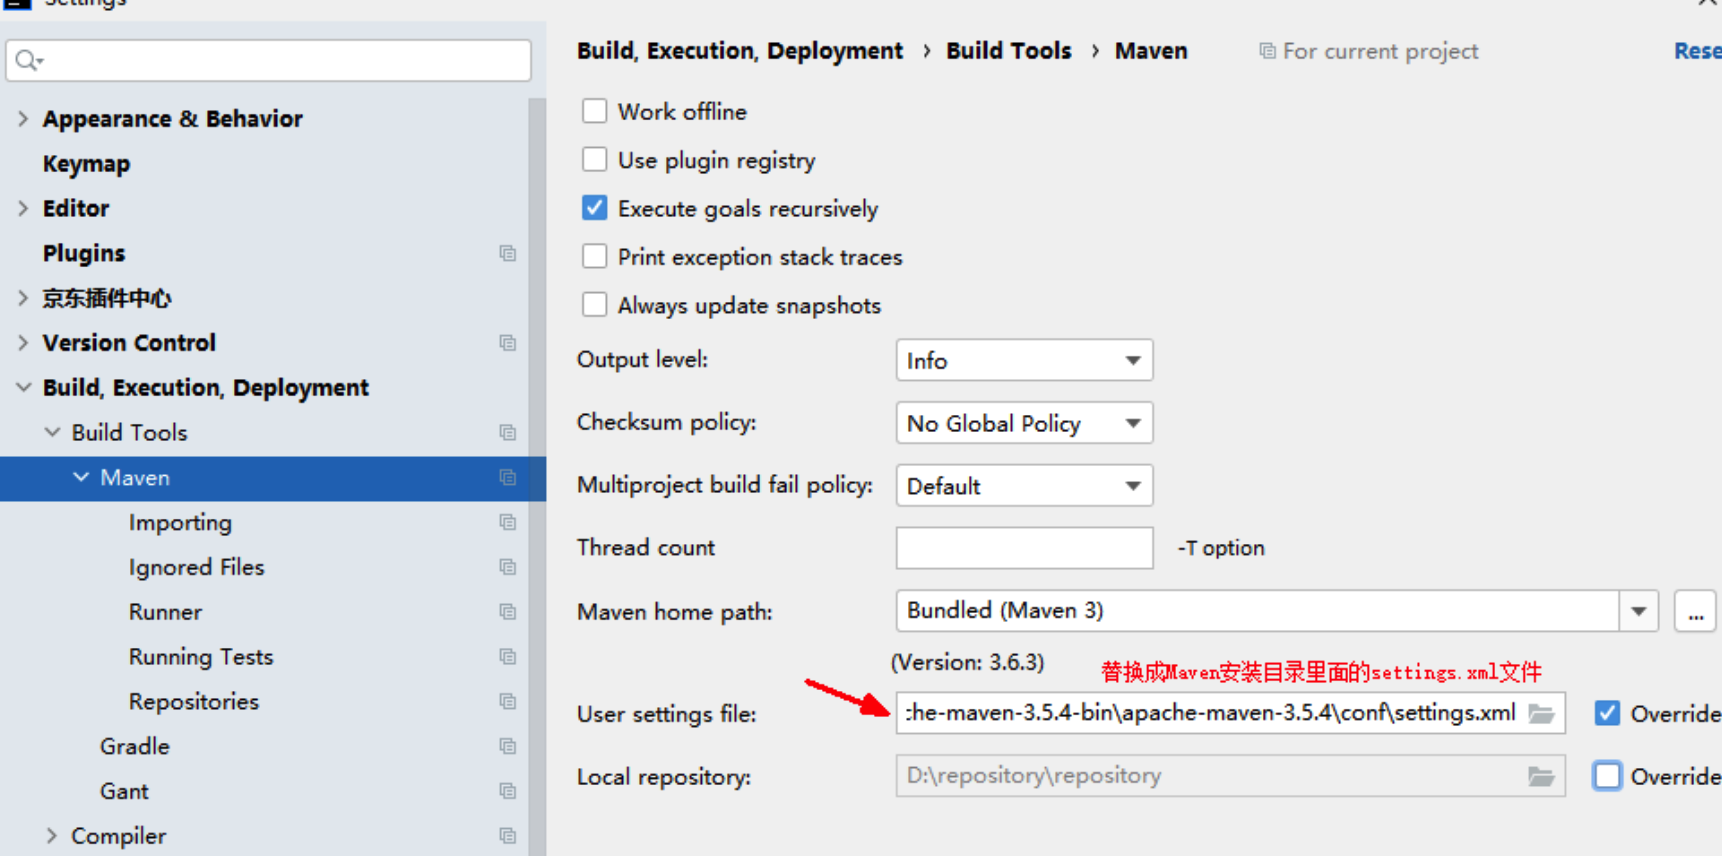 Settings
Build, Execution, Deployment › Build Tools › Maven For current project Rese
Appearance & Behavior
Keymap
Editor
Plugins
京东插件中心
Version Control
Build, Execution, Deployment
Build Tools
Maven
Importing
Ignored Files
Runner
Running Tests
Repositories
Gradle
Gant
Compiler
Work offline
Use plugin registry
Execute goals recursively
Print exception stack traces
Always update snapshots
Output level: Info
Checksum policy: No Global Policy
Multiproject build fail policy: Default
Thread count -T option
Maven home path: Bundled (Maven 3) ...
(Version: 3.6.3) 替换成Maven安装目录里面的settings.xml文件
User settings file: :he-maven-3.5.4-bin\apache-maven-3.5.4\conf\settings.xml Override
Local repository: D:\repository\repository Override